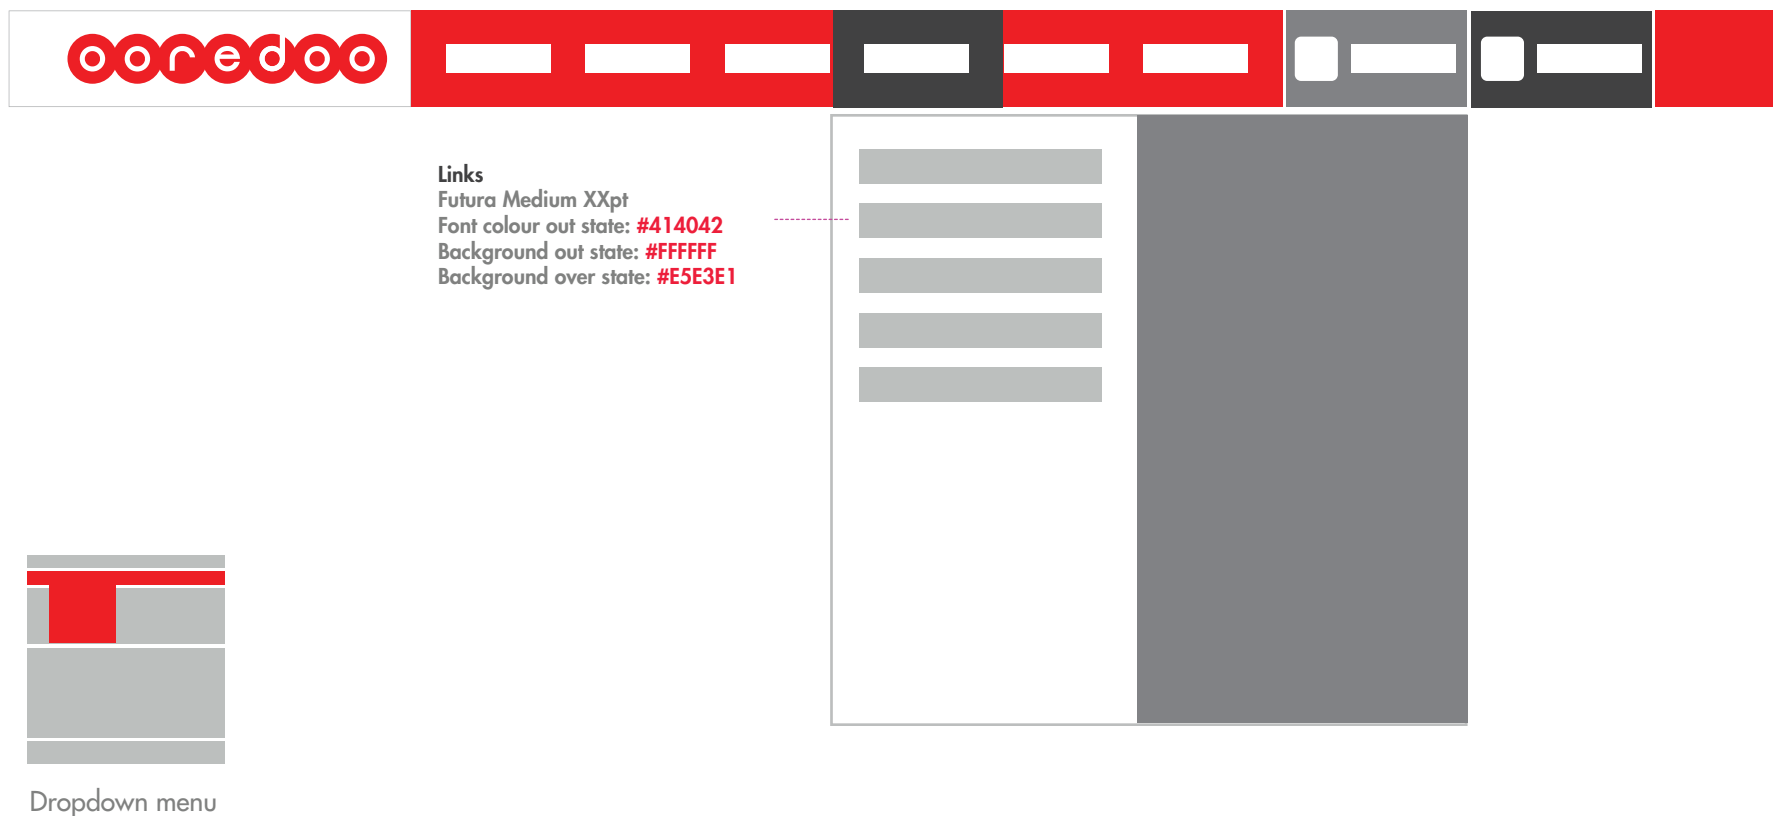 ooredoo
Links
Futura Medium XXpt
Font colour out state: #414042
Background out state: #FFFFFF
Background over state: #E5E3E1
Dropdown menu